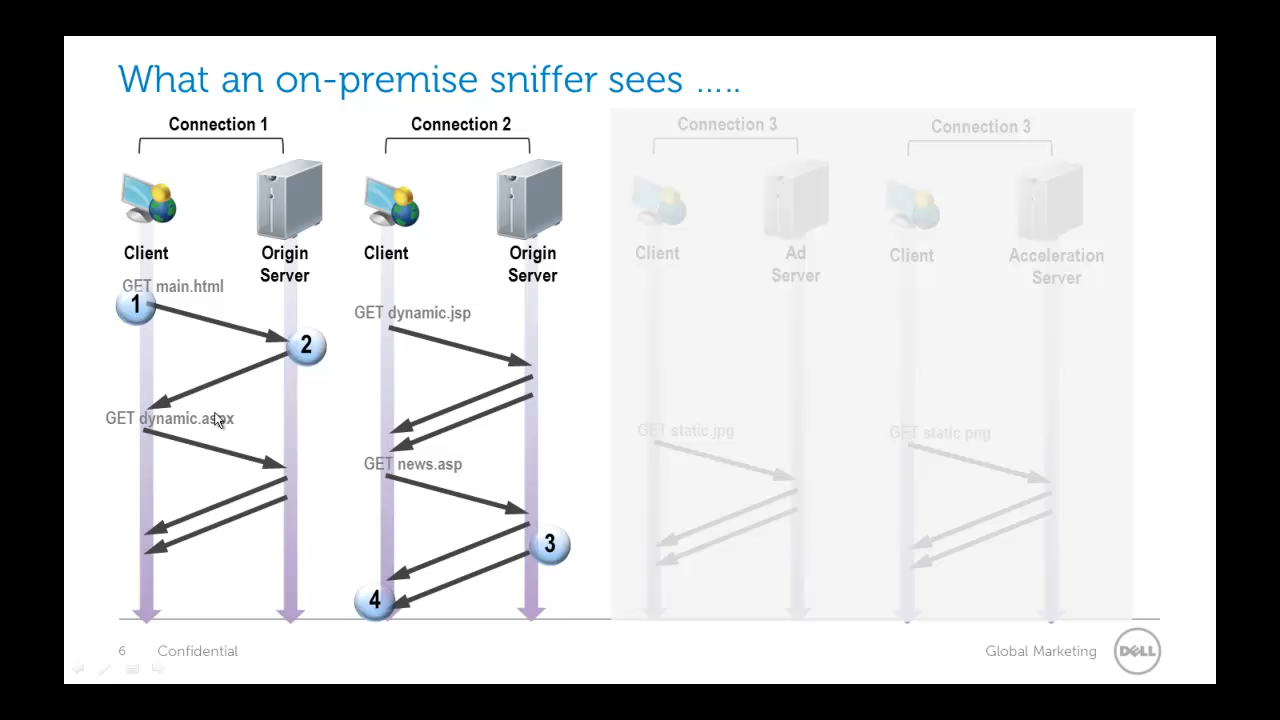 What an on-premise sniffer sees .....
Connection 1
Connection 2
Connection 3
Connection 3
Client
Origin
Server
Client
Origin
Server
Client
Ad
Server
Client
Acceleration
Server
GET main.html
1
2
GET dynamic.jsp
GET dynamic.aspx
GET static.jpg
GET static png
GET news.asp
3
4
6
Confidential
Global Marketing
DELL